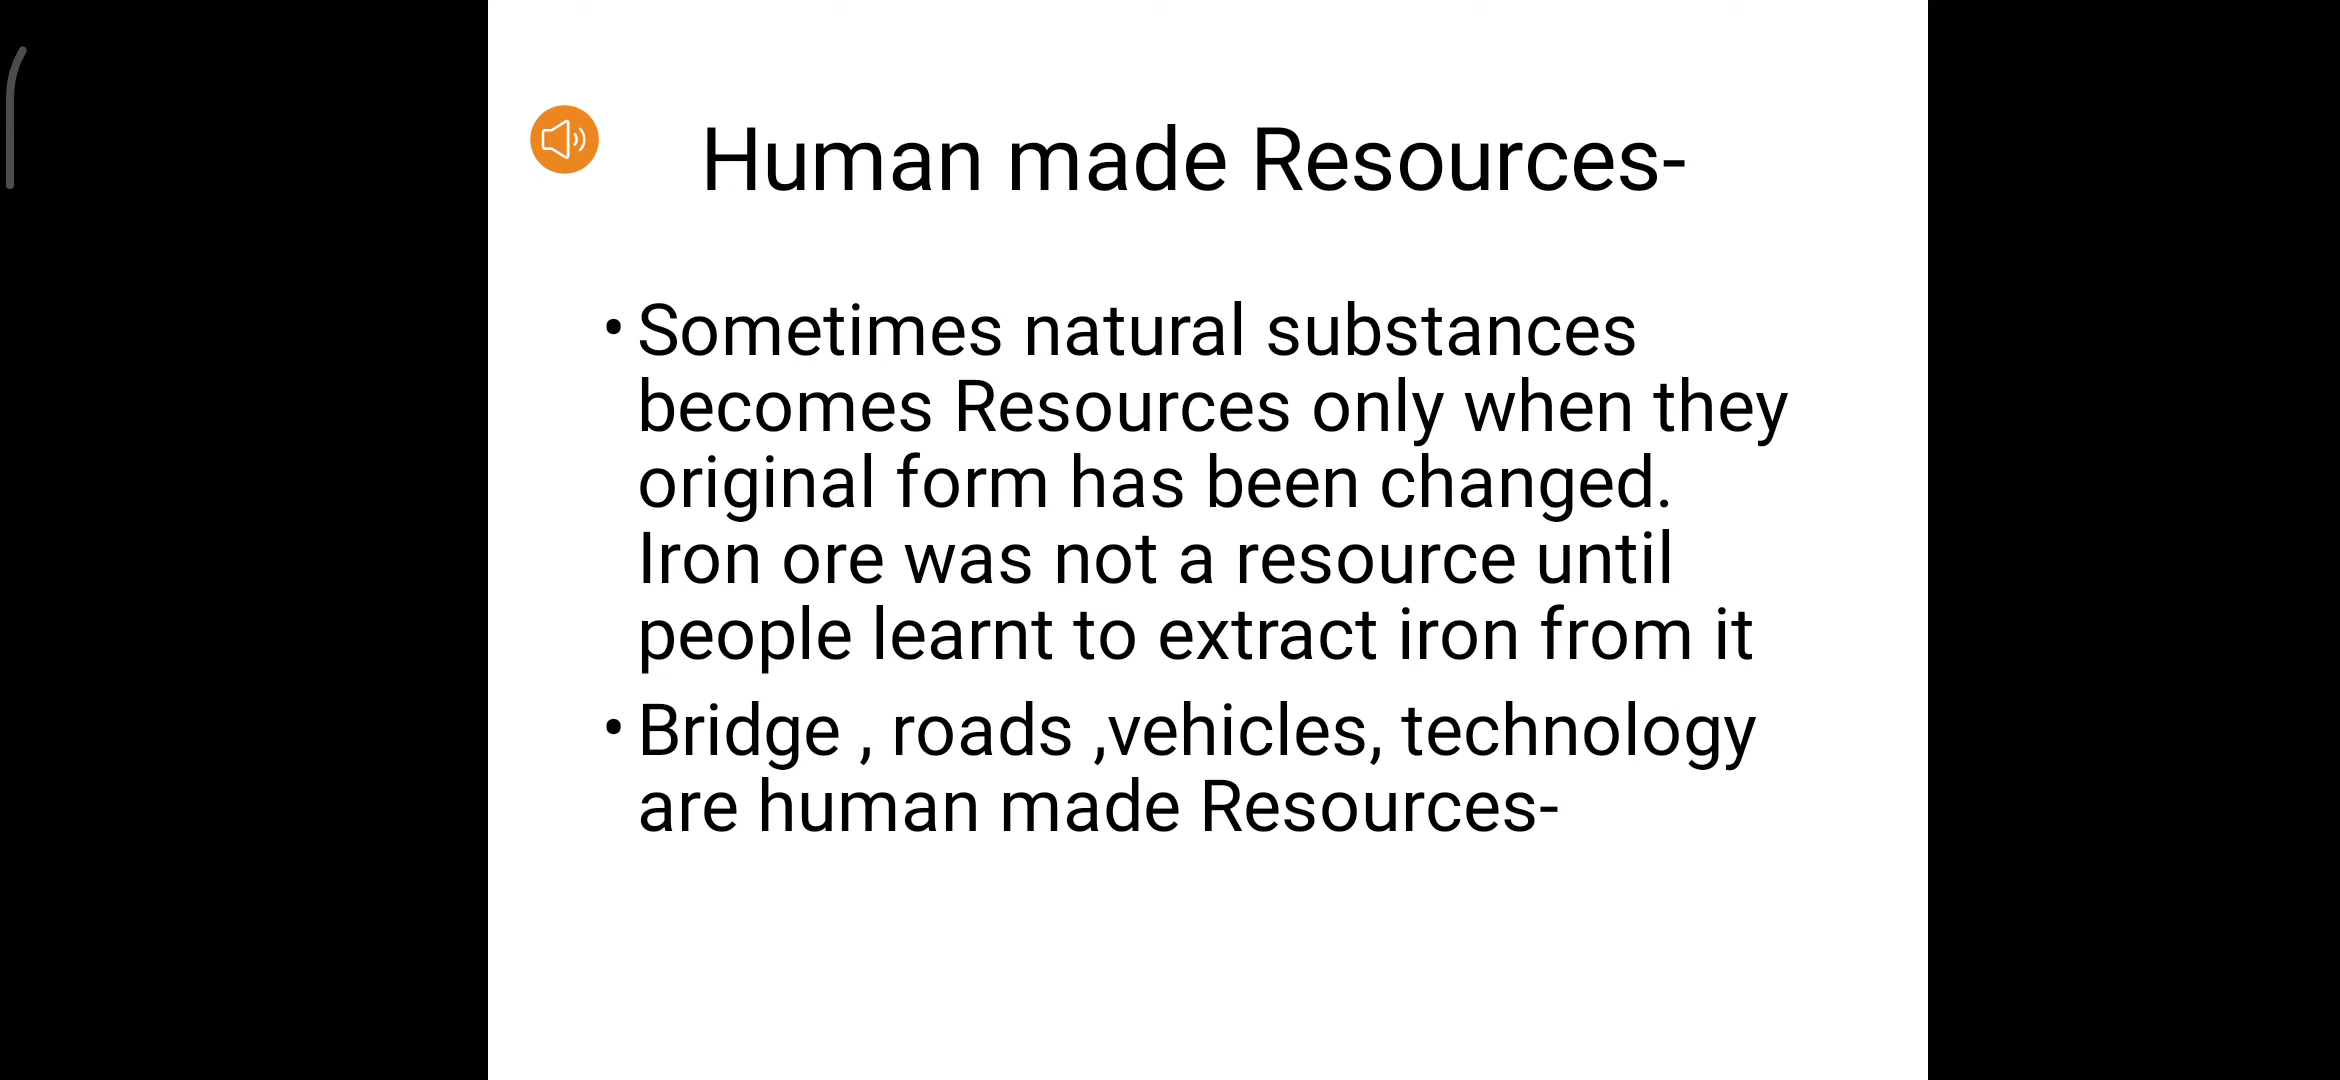 Human made Resources-
• Sometimes natural substances
becomes Resources only when they
original form has been changed.
Iron ore was not a resource until
people learnt to extract iron from it
• Bridge , roads ,vehicles, technology
are human made Resources-